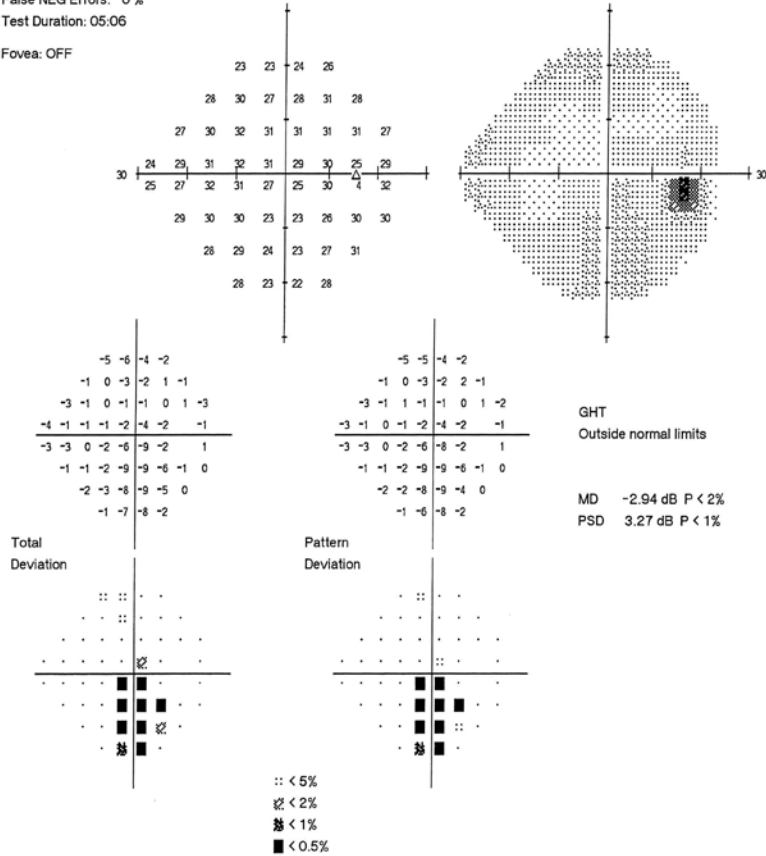 False NEG Errors: 0 %
Test Duration: 05:06
Fovea: OFF
23 23 24 26
28 30 27 28 31 28
27 30 32 31 31 31 31 27
24 29 31 32 31 29 30 25 29
30 30
25 27 32 31 27 25 30 4 32
29 30 30 23 23 26 30 30
28 29 24 23 27 31
28 23 22 28
-5 -6 -4 -2 -5 -5 -4 -2
-1 0 -3 -2 1 -1 -1 0 -3 -2 2 -1
-3 -1 0 -1 -1 0 1 -3 -3 -1 1 -1 -1 0 1 -2
-4 -1 -1 -1 -2 -4 -2 -1 -3 -1 0 -1 -2 -4 -2 -1
-3 -3 0 -2 -6 -9 -2 1 -3 -3 0 -2 -6 -8 -2 1
-1 -1 -2 -9 -9 -6 -1 0 -1 -1 -2 -9 -9 -6 -1 0
-2 -3 -8 -9 -5 0 -2 -2 -8 -9 -4 0
-1 -7 -8 -2 -1 -6 -8 -2
GHT
Outside normal limits
MD -2.94 dB P < 2%
PSD 3.27 dB P < 1%
Total
Deviation
Pattern
Deviation
< 5%
< 2%
< 1%
< 0.5%